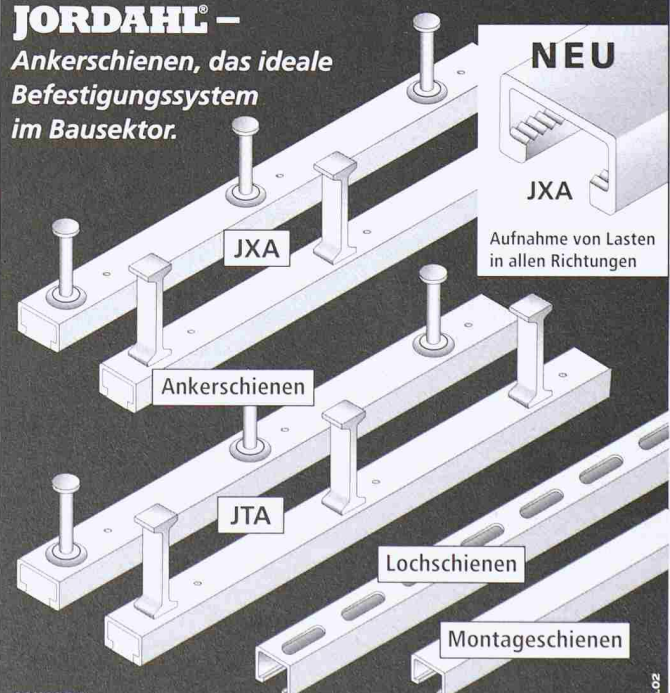 JORDAHL® –
Ankerschienen, das ideale
Befestigungssystem
im Bausektor.
NEU
JXA
Aufnahme von Lasten
in allen Richtungen
JXA
Ankerschienen
JTA
Lochschienen
Montageschienen
02